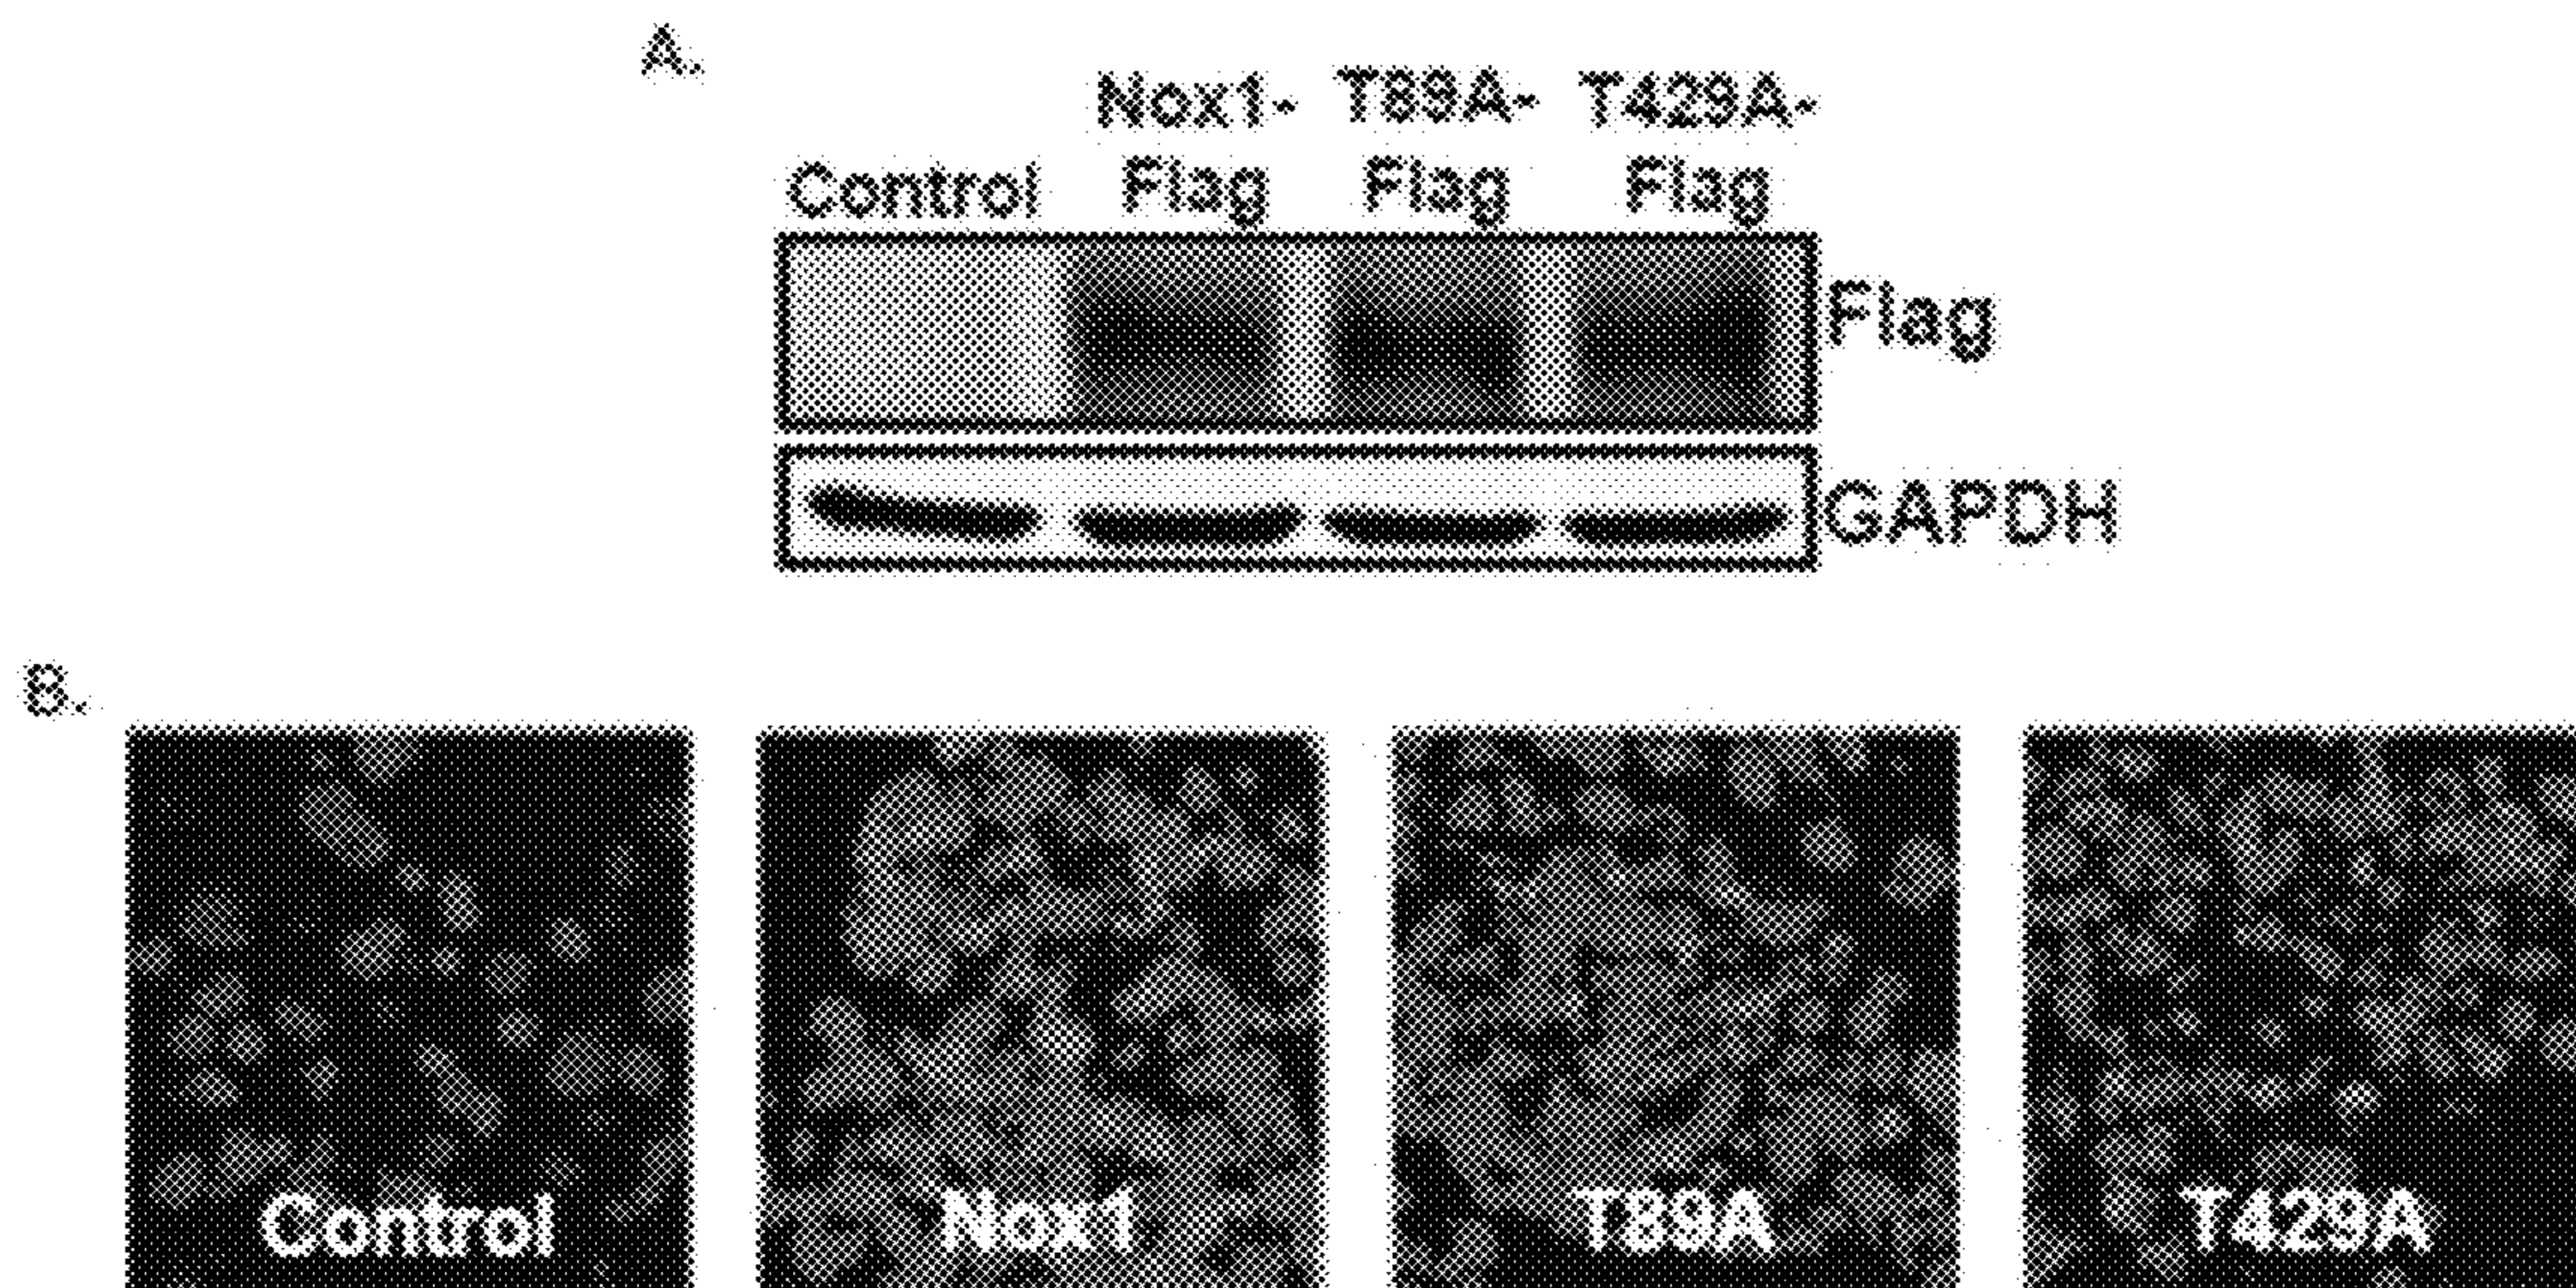 A.
Nox1- T89A- T429A-
Control Flag Flag Flag
Flag
GAPDH
B.
Control Nox1 T89A T429A